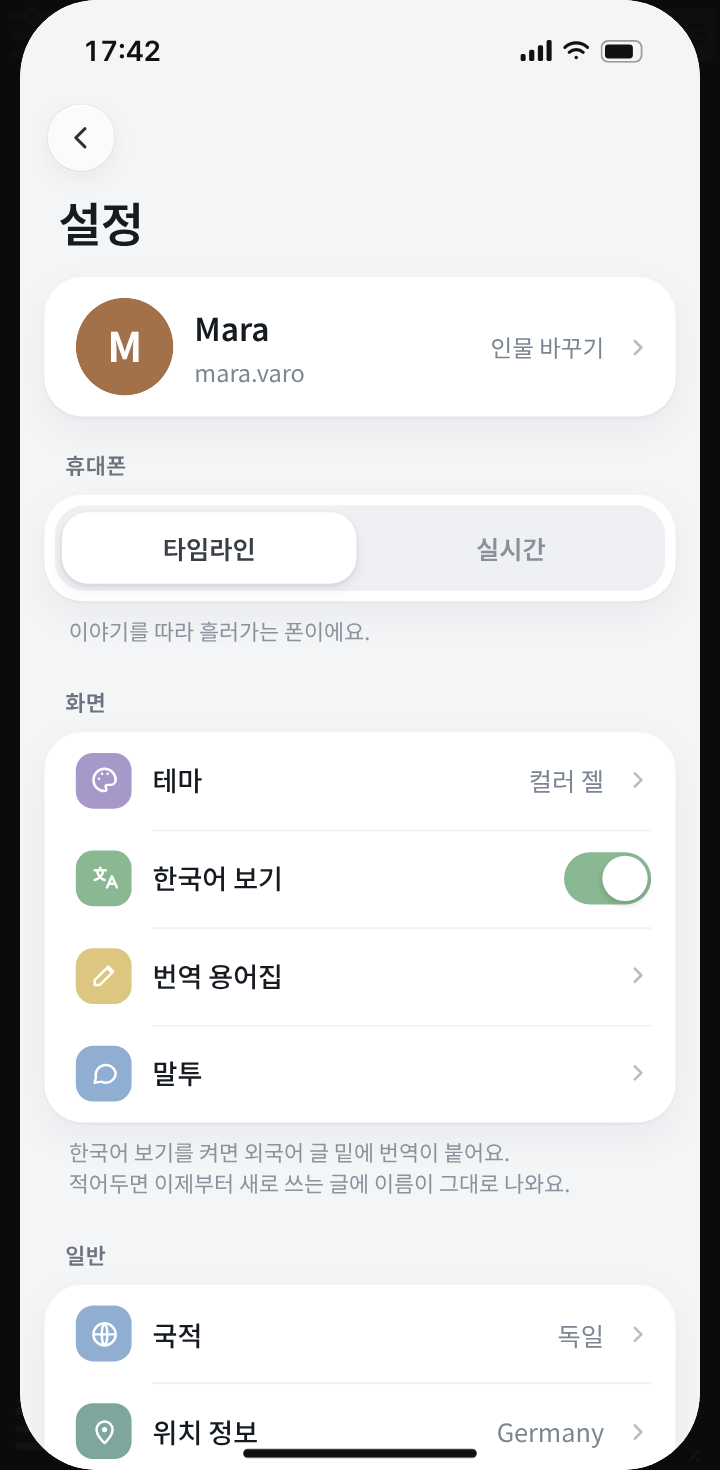 17:42
설정
M
Mara
mara.varo
인물 바꾸기
휴대폰
타임라인
실시간
이야기를 따라 흘러가는 폰이에요.
화면
테마
컬러 젤
한국어 보기
번역 용어집
말투
한국어 보기를 켜면 외국어 글 밑에 번역이 붙어요.
적어두면 이제부터 새로 쓰는 글에 이름이 그대로 나와요.
일반
국적
독일
위치 정보
Germany